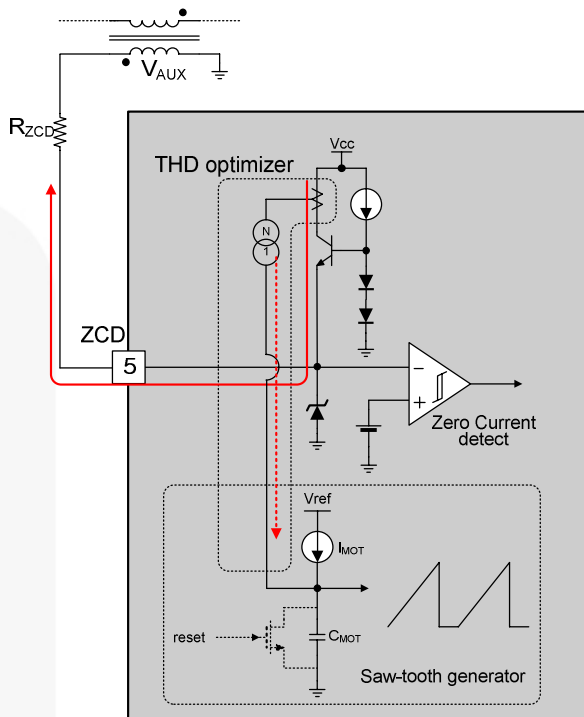 VAUX
RZCD
Vcc
THD optimizer
N
1
ZCD
5
−
+
Zero Current
detect
Vref
IMOT
reset
CMOT
Saw-tooth generator